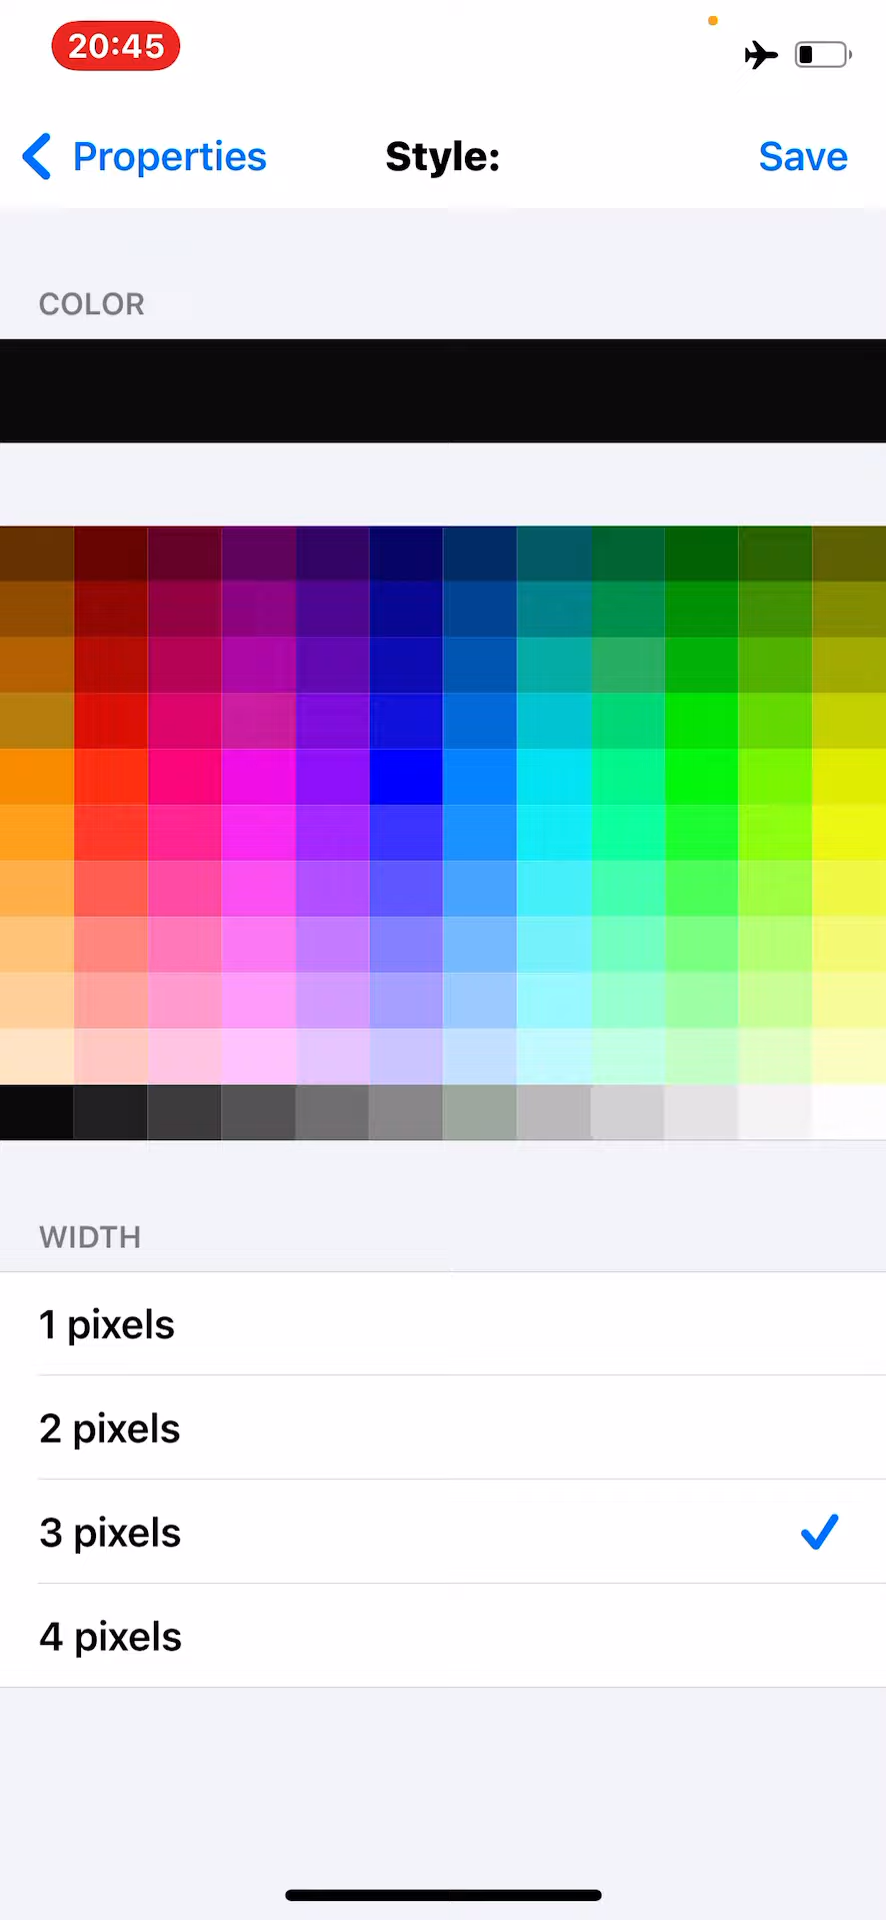 20:45
Properties
Style:
Save
COLOR
WIDTH
1 pixels
2 pixels
3 pixels
4 pixels